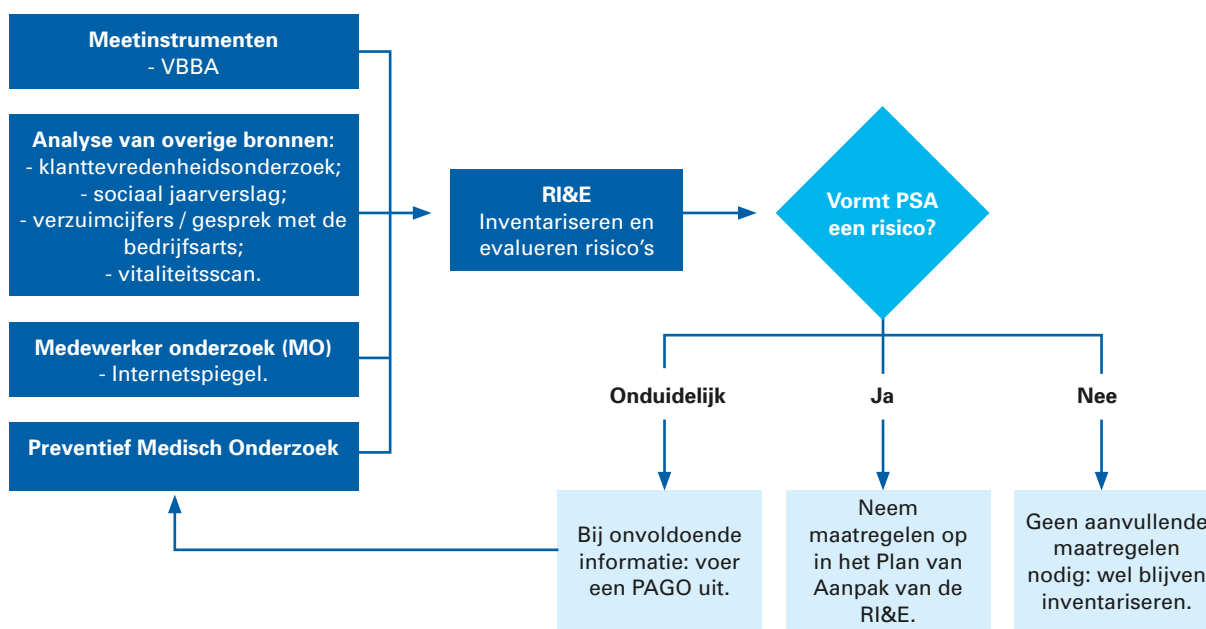 Meetinstrumenten
- VBBA
Analyse van overige bronnen:
- klanttevredenheidsonderzoek;
- sociaal jaarverslag;
- verzuimcijfers / gesprek met de
bedrijfsarts;
- vitaliteitsscan.
Medewerker onderzoek (MO)
- Internetspiegel.
Preventief Medisch Onderzoek
RI&E
Inventariseren en
evalueren risico's
Vormt PSA
een risico?
Onduidelijk
Ja
Nee
Bij onvoldoende
informatie: voer
een PAGO uit.
Neem
maatregelen op
in het Plan van
Aanpak van de
RI&E.
Geen aanvullende
maatregelen
nodig: wel blijven
inventariseren.